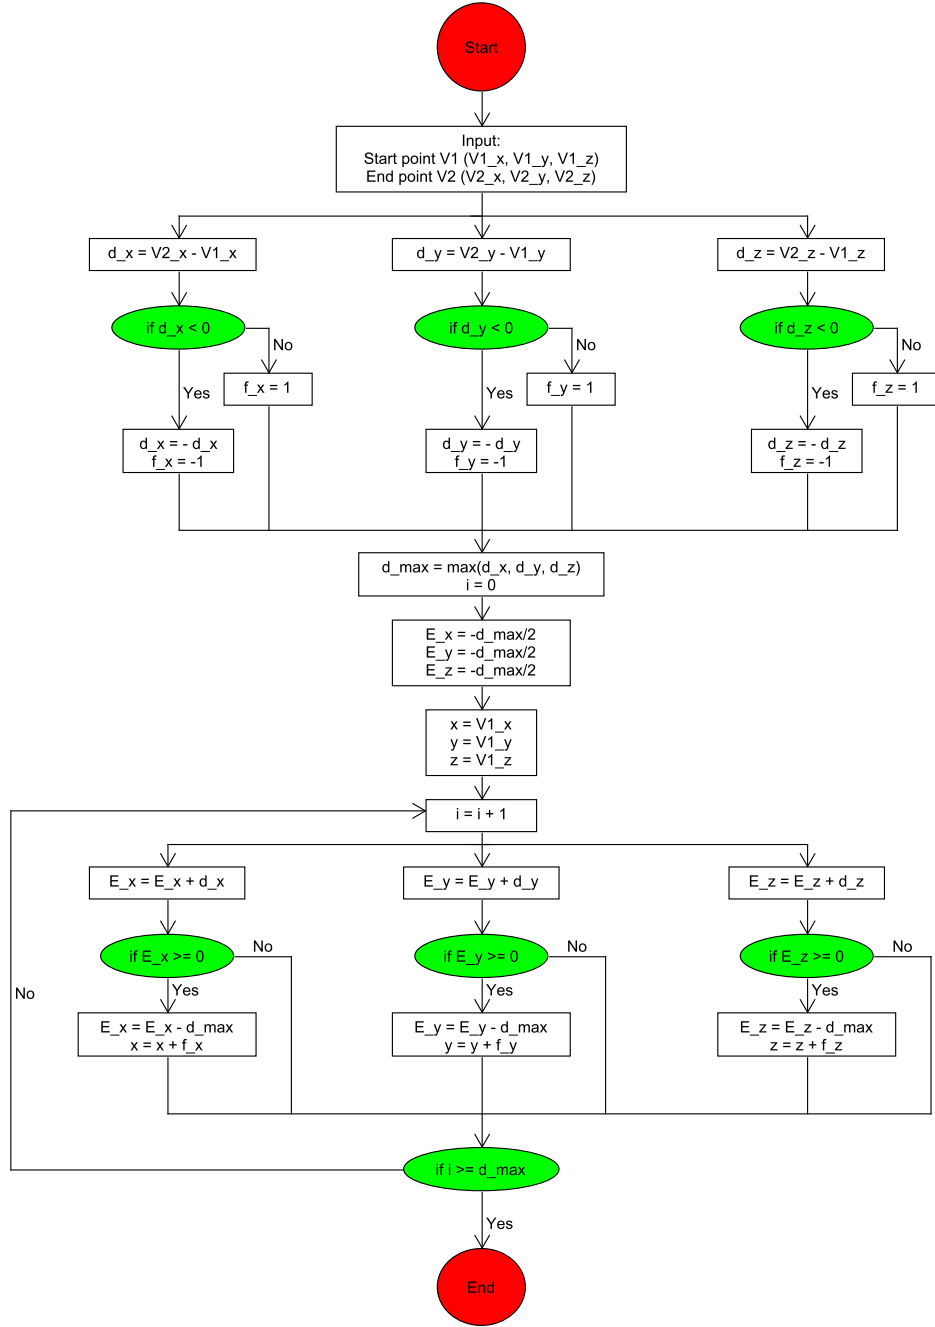 Start
Input:
Start point V1 (V1_x, V1_y, V1_z)
End point V2 (V2_x, V2_y, V2_z)
d_x = V2_x - V1_x
d_y = V2_y - V1_y
d_z = V2_z - V1_z
if d_x < 0
if d_y < 0
if d_z < 0
No
No
No
f_x = 1
f_y = 1
f_z = 1
Yes
Yes
Yes
d_x = - d_x
f_x = -1
d_y = - d_y
f_y = -1
d_z = - d_z
f_z = -1
d_max = max(d_x, d_y, d_z)
i = 0
E_x = -d_max/2
E_y = -d_max/2
E_z = -d_max/2
x = V1_x
y = V1_y
z = V1_z
i = i + 1
E_x = E_x + d_x
E_y = E_y + d_y
E_z = E_z + d_z
if E_x >= 0
No
if E_y >= 0
No
if E_z >= 0
No
No
Yes
Yes
Yes
E_x = E_x - d_max
x = x + f_x
E_y = E_y - d_max
y = y + f_y
E_z = E_z - d_max
z = z + f_z
if i >= d_max
Yes
End